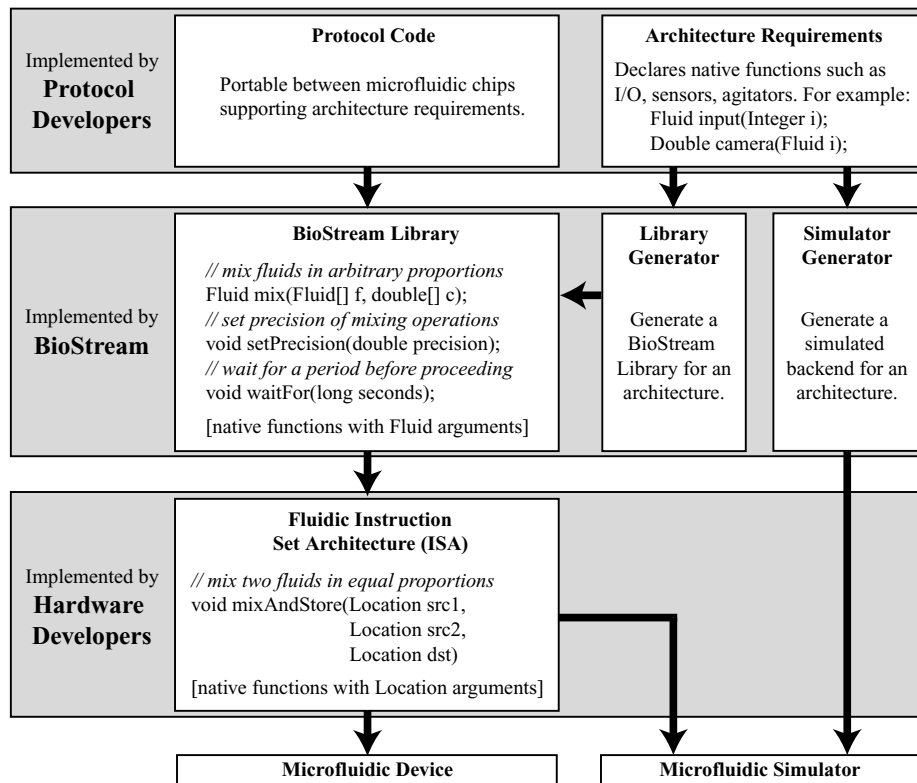 Implemented by
Protocol
Developers
Protocol Code
Portable between microfluidic chips
supporting architecture requirements.
Architecture Requirements
Declares native functions such as
I/O, sensors, agitators. For example:
Fluid input(Integer i);
Double camera(Fluid i);
Implemented by
BioStream
BioStream Library
// mix fluids in arbitrary proportions
Fluid mix(Fluid[] f, double[] c);
// set precision of mixing operations
void setPrecision(double precision);
// wait for a period before proceeding
void waitFor(long seconds);
[native functions with Fluid arguments]
Library
Generator
Generate a
BioStream
Library for an
architecture.
Simulator
Generator
Generate a
simulated
backend for an
architecture.
Implemented by
Hardware
Developers
Fluidic Instruction
Set Architecture (ISA)
// mix two fluids in equal proportions
void mixAndStore(Location src1,
Location src2,
Location dst)
[native functions with Location arguments]
Microfluidic Device
Microfluidic Simulator